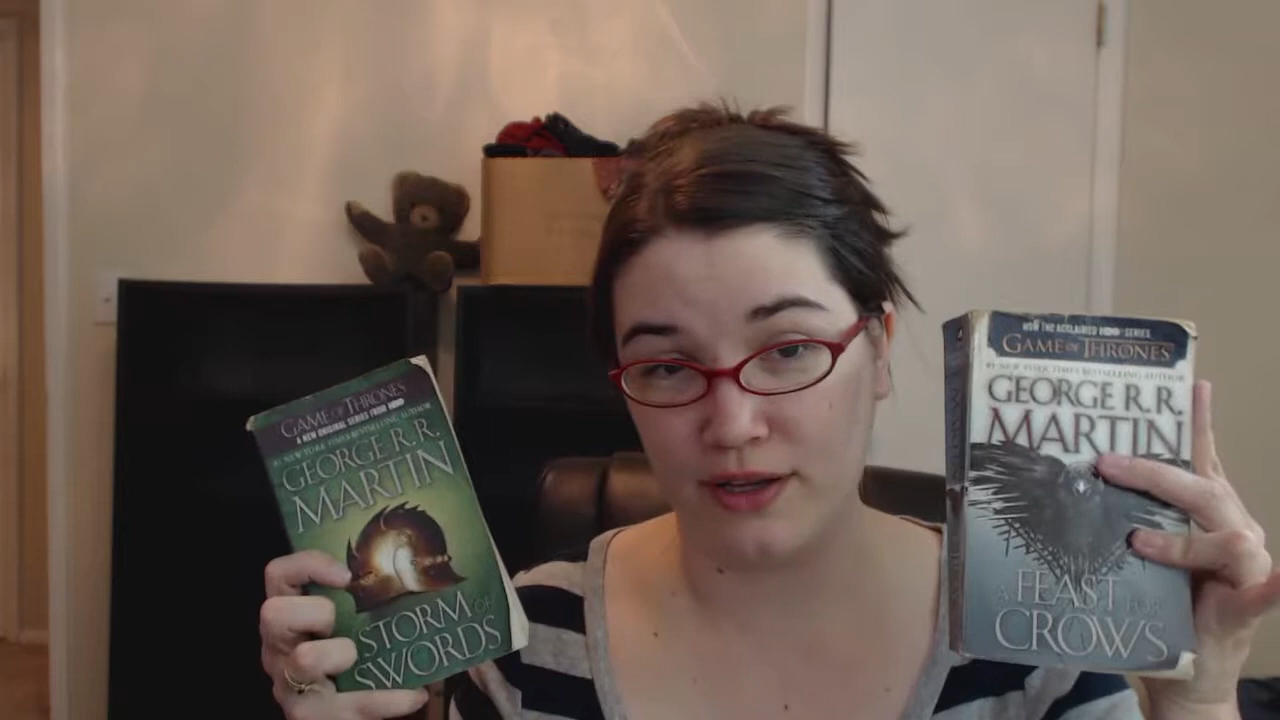 GAME OF THRONES
A NEW ORIGINAL SERIES FROM HBO
#1 NEW YORK TIMES BESTSELLING AUTHOR
GEORGE R.R.
MARTIN
STORM OF
SWORDS
NOW THE ACCLAIMED HBO SERIES
GAME OF THRONES
#1 NEW YORK TIMES BESTSELLING AUTHOR
GEORGE R.R.
MARTIN
A FEAST FOR
CROWS